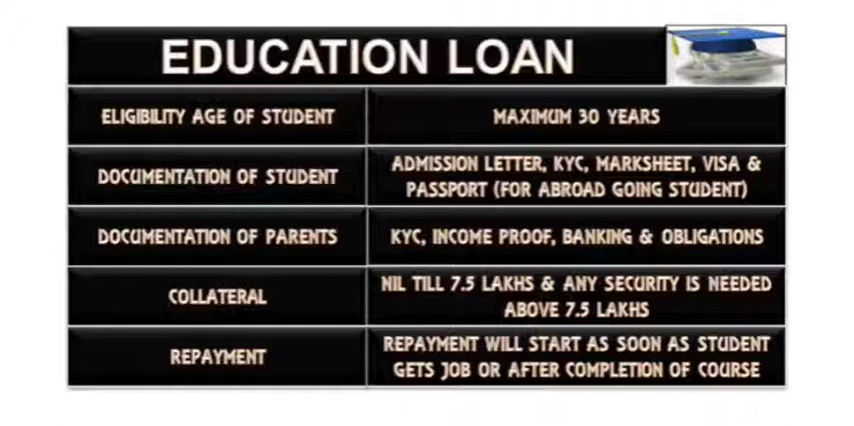 EDUCATION LOAN
ELIGIBILITY AGE OF STUDENT
MAXIMUM 30 YEARS
DOCUMENTATION OF STUDENT
ADMISSION LETTER, KYC, MARKSHEET, VISA &
PASSPORT (FOR ABROAD GOING STUDENT)
DOCUMENTATION OF PARENTS
KYC, INCOME PROOF, BANKING & OBLIGATIONS
COLLATERAL
NIL TILL 7.5 LAKHS & ANY SECURITY IS NEEDED
ABOVE 7.5 LAKHS
REPAYMENT
REPAYMENT WILL START AS SOON AS STUDENT
GETS JOB OR AFTER COMPLETION OF COURSE